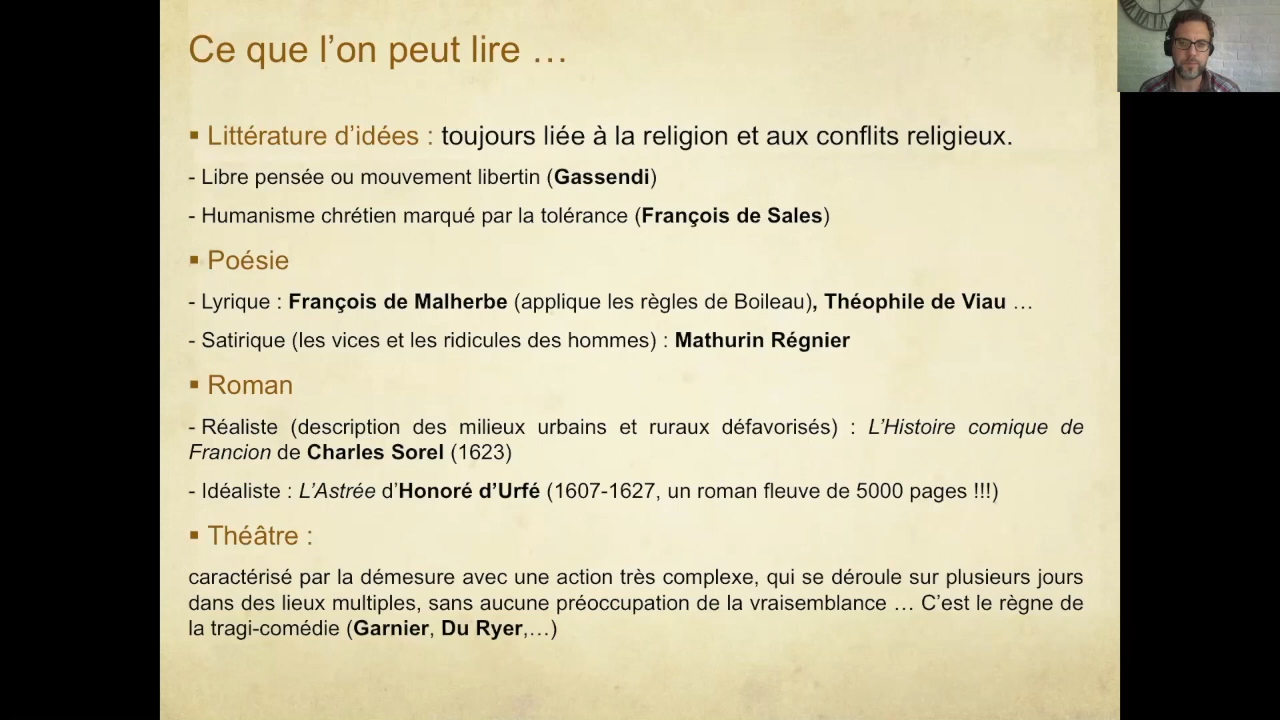 Ce que l’on peut lire …
▪ Littérature d’idées : toujours liée à la religion et aux conflits religieux.
- Libre pensée ou mouvement libertin (Gassendi)
- Humanisme chrétien marqué par la tolérance (François de Sales)
▪ Poésie
- Lyrique : François de Malherbe (applique les règles de Boileau), Théophile de Viau …
- Satirique (les vices et les ridicules des hommes) : Mathurin Régnier
▪ Roman
- Réaliste (description des milieux urbains et ruraux défavorisés) : L’Histoire comique de
Francion de Charles Sorel (1623)
- Idéaliste : L’Astrée d’Honoré d’Urfé (1607-1627, un roman fleuve de 5000 pages !!!)
▪ Théâtre :
caractérisé par la démesure avec une action très complexe, qui se déroule sur plusieurs jours
dans des lieux multiples, sans aucune préoccupation de la vraisemblance … C’est le règne de
la tragi-comédie (Garnier, Du Ryer,…)